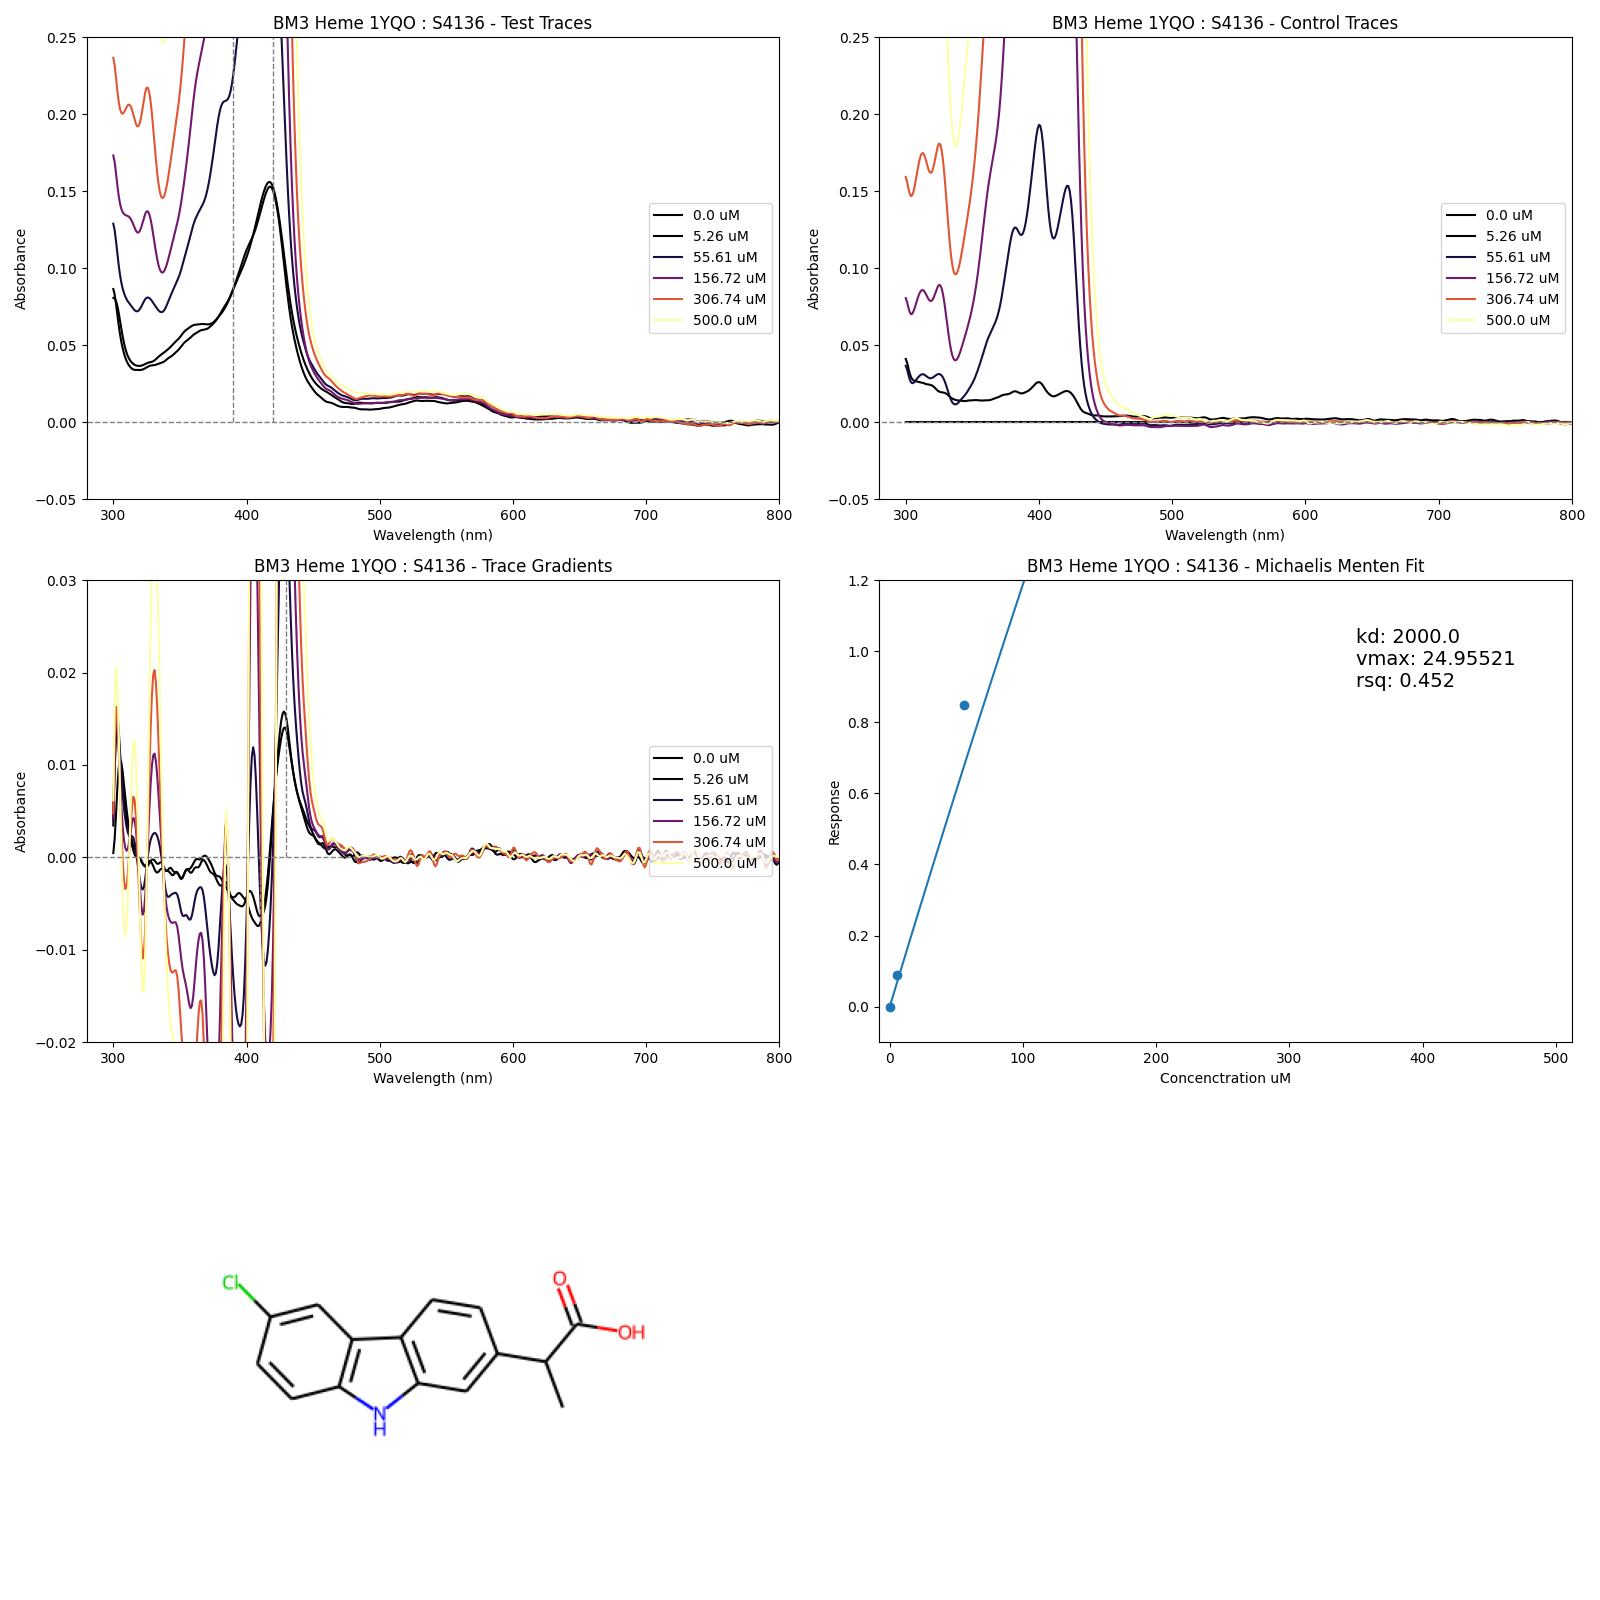 BM3 Heme 1YQO : S4136 - Test Traces
0.25
0.20
0.15
0.10
0.05
0.00
−0.05
Absorbance
300 400 500 600 700 800
Wavelength (nm)
0.0 uM
5.26 uM
55.61 uM
156.72 uM
306.74 uM
500.0 uM
BM3 Heme 1YQO : S4136 - Control Traces
0.25
0.20
0.15
0.10
0.05
0.00
−0.05
Absorbance
300 400 500 600 700 800
Wavelength (nm)
0.0 uM
5.26 uM
55.61 uM
156.72 uM
306.74 uM
500.0 uM
BM3 Heme 1YQO : S4136 - Trace Gradients
0.03
0.02
0.01
0.00
−0.01
−0.02
Absorbance
300 400 500 600 700 800
Wavelength (nm)
0.0 uM
5.26 uM
55.61 uM
156.72 uM
306.74 uM
500.0 uM
BM3 Heme 1YQO : S4136 - Michaelis Menten Fit
1.2
1.0
0.8
0.6
0.4
0.2
0.0
Response
0 100 200 300 400 500
Concenctration uM
kd: 2000.0
vmax: 24.95521
rsq: 0.452
Cl
O
OH
N
H